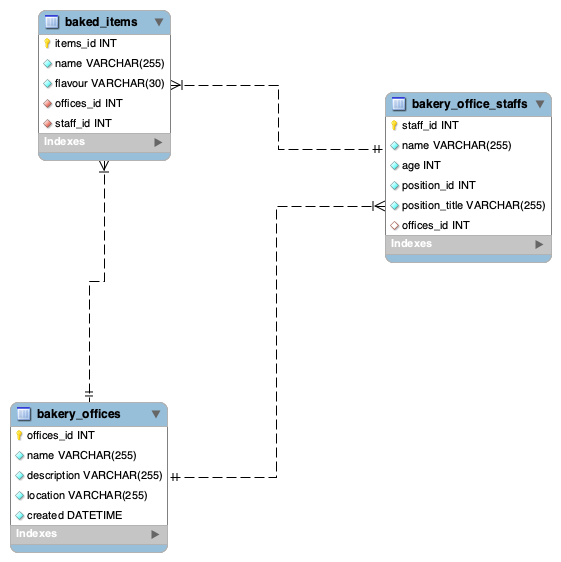 baked_items
items_id INT
name VARCHAR(255)
flavour VARCHAR(30)
offices_id INT
staff_id INT
Indexes
bakery_office_staffs
staff_id INT
name VARCHAR(255)
age INT
position_id INT
position_title VARCHAR(255)
offices_id INT
Indexes
bakery_offices
offices_id INT
name VARCHAR(255)
description VARCHAR(255)
location VARCHAR(255)
created DATETIME
Indexes